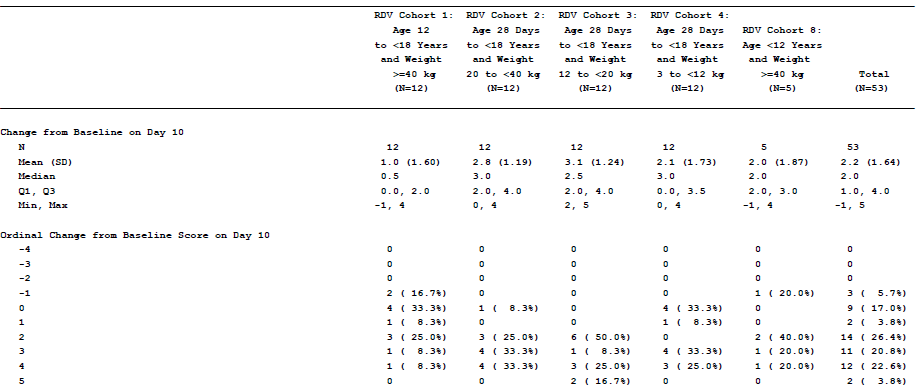 RDV Cohort 1: RDV Cohort 2: RDV Cohort 3: RDV Cohort 4:
Age 12 Age 28 Days Age 28 Days Age 28 Days RDV Cohort 8:
to <18 Years to <18 Years to <18 Years to <18 Years Age <12 Years
and Weight and Weight and Weight and Weight and Weight
>=40 kg 20 to <40 kg 12 to <20 kg 3 to <12 kg >=40 kg Total
(N=12) (N=12) (N=12) (N=12) (N=5) (N=53)
Change from Baseline on Day 10
N 12 12 12 12 5 53
Mean (SD) 1.0 (1.60) 2.8 (1.19) 3.1 (1.24) 2.1 (1.73) 2.0 (1.87) 2.2 (1.64)
Median 0.5 3.0 2.5 3.0 2.0 2.0
Q1, Q3 0.0, 2.0 2.0, 4.0 2.0, 4.0 0.0, 3.5 2.0, 3.0 1.0, 4.0
Min, Max -1, 4 0, 4 2, 5 0, 4 -1, 4 -1, 5
Ordinal Change from Baseline Score on Day 10
-4 0 0 0 0 0 0
-3 0 0 0 0 0 0
-2 0 0 0 0 0 0
-1 2 ( 16.7%) 0 0 0 1 ( 20.0%) 3 ( 5.7%)
0 4 ( 33.3%) 1 ( 8.3%) 0 4 ( 33.3%) 0 9 ( 17.0%)
1 1 ( 8.3%) 0 0 1 ( 8.3%) 0 2 ( 3.8%)
2 3 ( 25.0%) 3 ( 25.0%) 6 ( 50.0%) 0 2 ( 40.0%) 14 ( 26.4%)
3 1 ( 8.3%) 4 ( 33.3%) 1 ( 8.3%) 4 ( 33.3%) 1 ( 20.0%) 11 ( 20.8%)
4 1 ( 8.3%) 4 ( 33.3%) 3 ( 25.0%) 3 ( 25.0%) 1 ( 20.0%) 12 ( 22.6%)
5 0 0 2 ( 16.7%) 0 0 2 ( 3.8%)